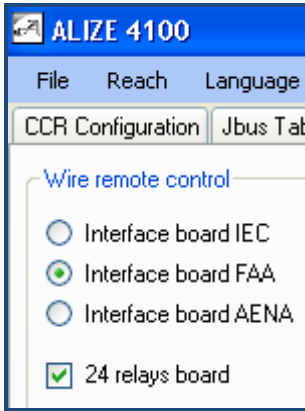 ALIZE 4100
File Reach Language
CCR Configuration Jbus Tab
Wire remote control
Interface board IEC
Interface board FAA
Interface board AENA
24 relays board